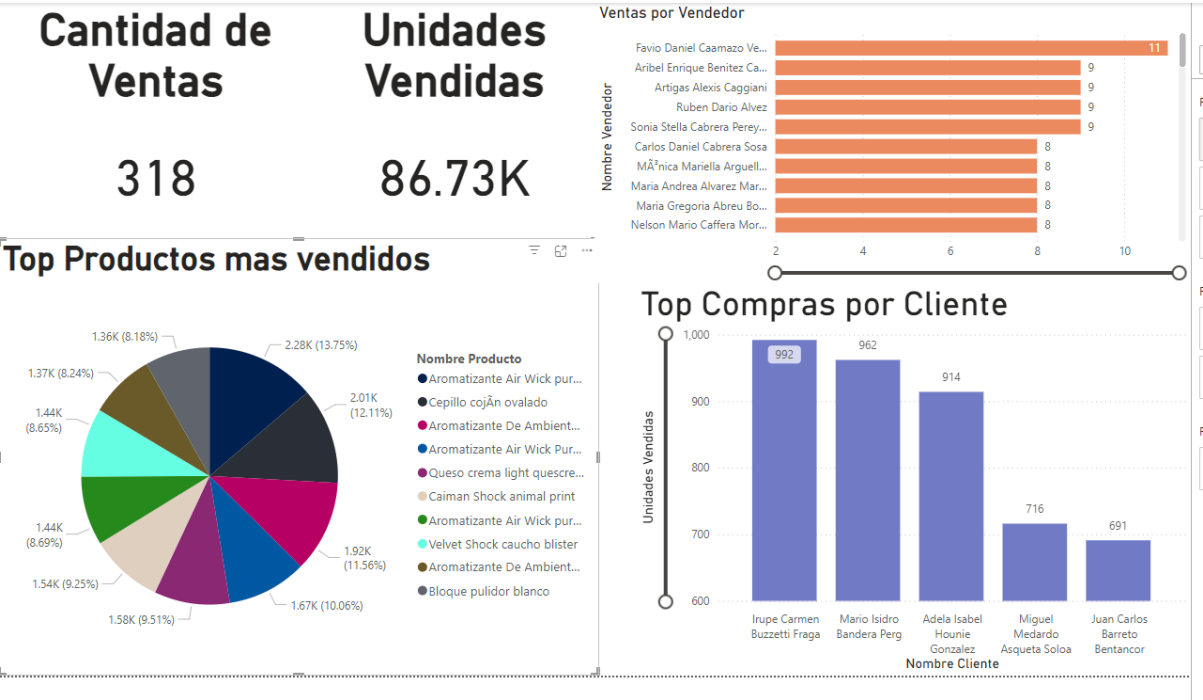 Cantidad de
Ventas
318
Unidades
Vendidas
86.73K
Ventas por Vendedor
Nombre Vendedor
Favio Daniel Caamazo Ve...
11
Aribel Enrique Benitez Ca...
9
Artigas Alexis Caggiani
9
Ruben Dario Alvez
9
Sonia Stella Cabrera Perey...
9
Carlos Daniel Cabrera Sosa
8
MÃ³nica Mariella Arguell...
8
Maria Andrea Alvarez Mar...
8
Maria Gregoria Abreu Bo...
8
Nelson Mario Caffera Mor...
8
2 4 6 8 10
Top Productos mas vendidos
2.28K (13.75%)
2.01K
(12.11%)
1.92K
(11.56%)
1.67K (10.06%)
1.58K (9.51%)
1.54K (9.25%)
1.44K
(8.69%)
1.44K
(8.65%)
1.37K (8.24%)
1.36K (8.18%)
Nombre Producto
Aromatizante Air Wick pur...
Cepillo cojÃn ovalado
Aromatizante De Ambient...
Aromatizante Air Wick Pur...
Queso crema light quescre...
Caiman Shock animal print
Aromatizante Air Wick pur...
Velvet Shock caucho blister
Aromatizante De Ambient...
Bloque pulidor blanco
Top Compras por Cliente
Unidades Vendidas
1,000
900
800
700
600
992
962
914
716
691
Irupe Carmen
Buzzetti Fraga
Mario Isidro
Bandera Perg
Adela Isabel
Hounie
Gonzalez
Miguel
Medardo
Asqueta Soloa
Juan Carlos
Barreto
Bentancor
Nombre Cliente